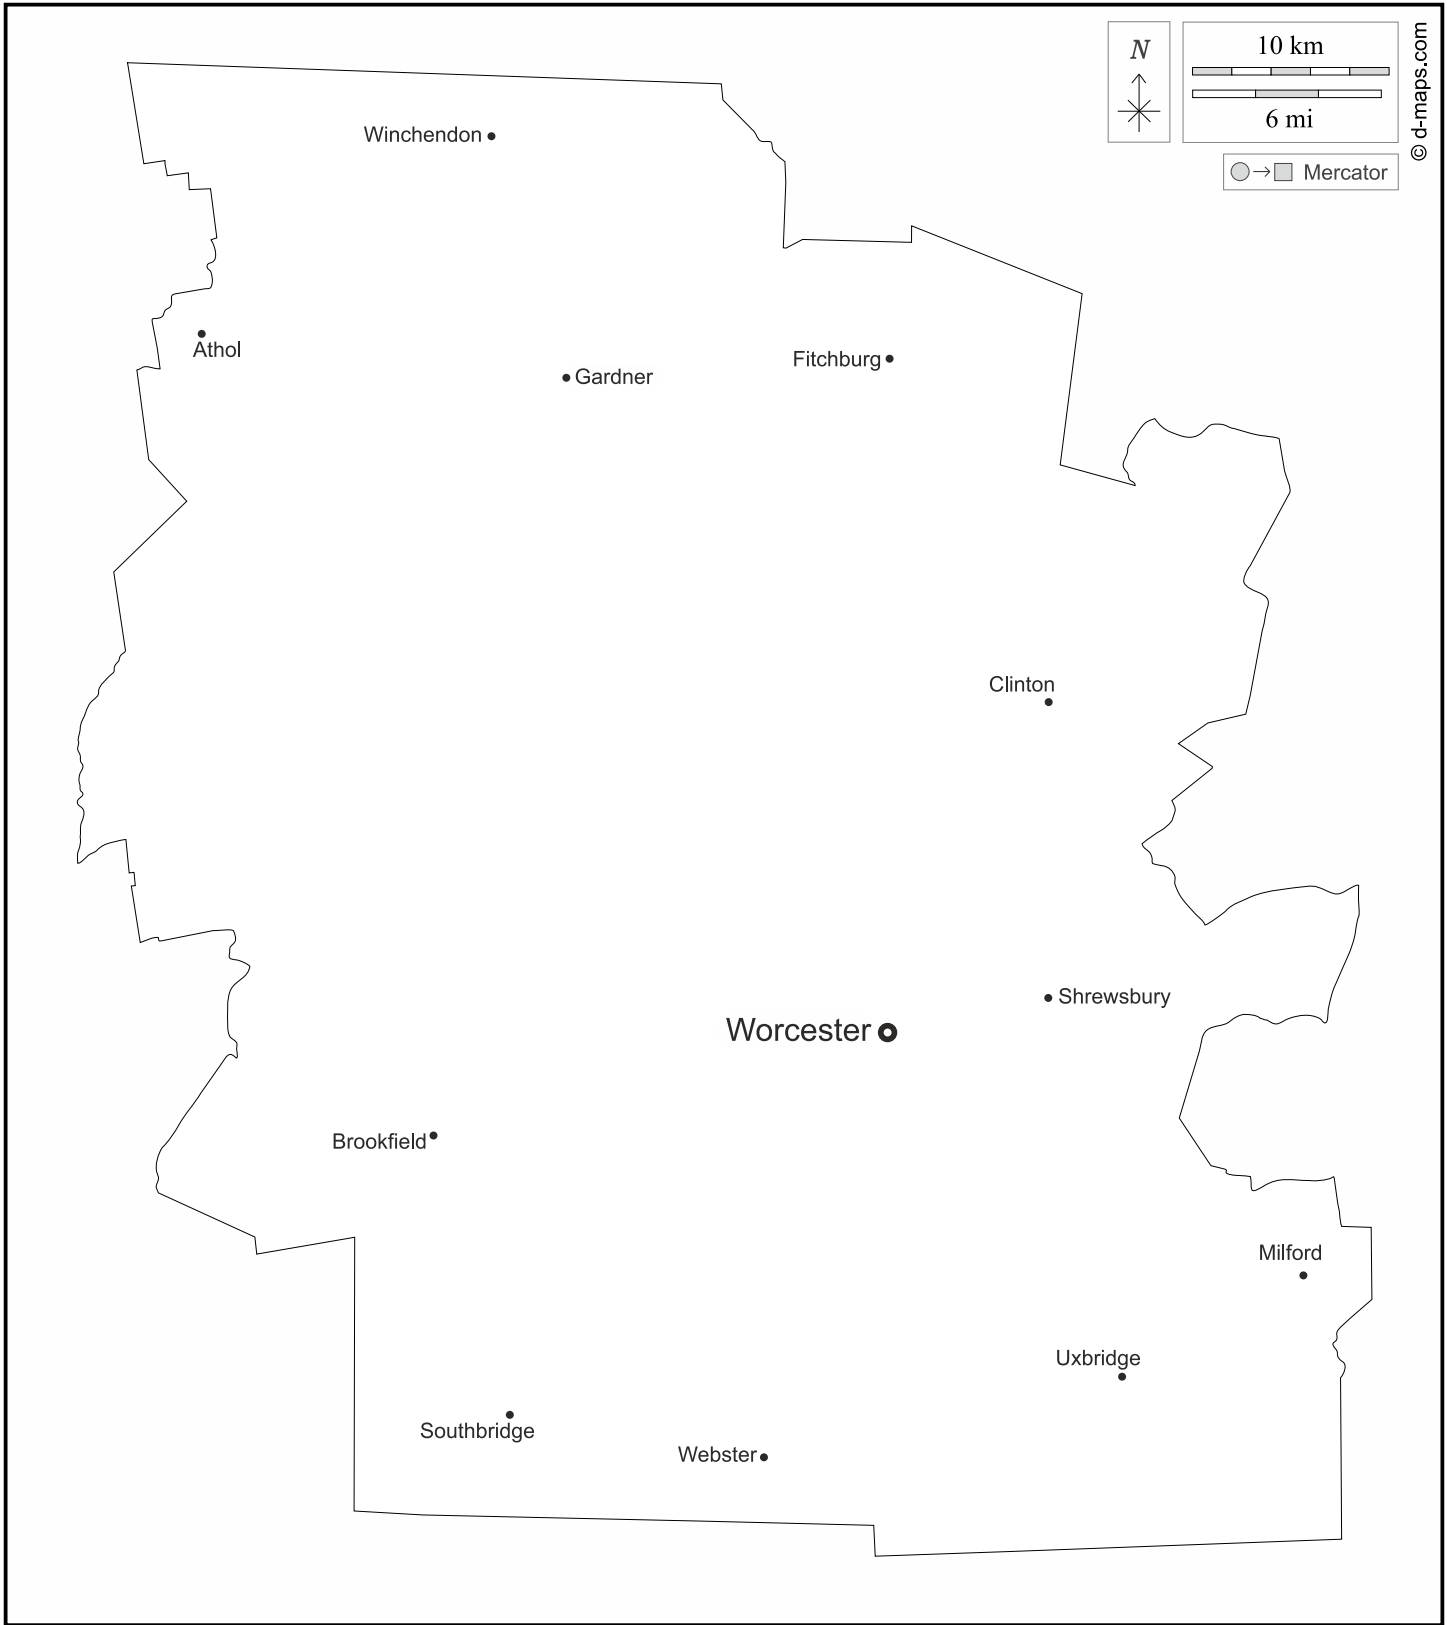 N
10 km
6 mi
© d-maps.com
Mercator
Winchendon
Athol
Gardner
Fitchburg
Clinton
Shrewsbury
Worcester
Brookfield
Milford
Uxbridge
Southbridge
Webster